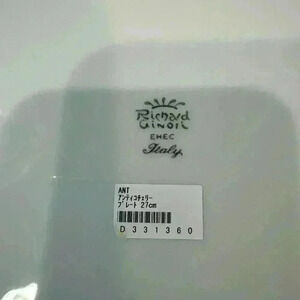 Richard
Ginori
EHEC
Italy
ANT
アンティコチェリー
プレート 27cm
D331360